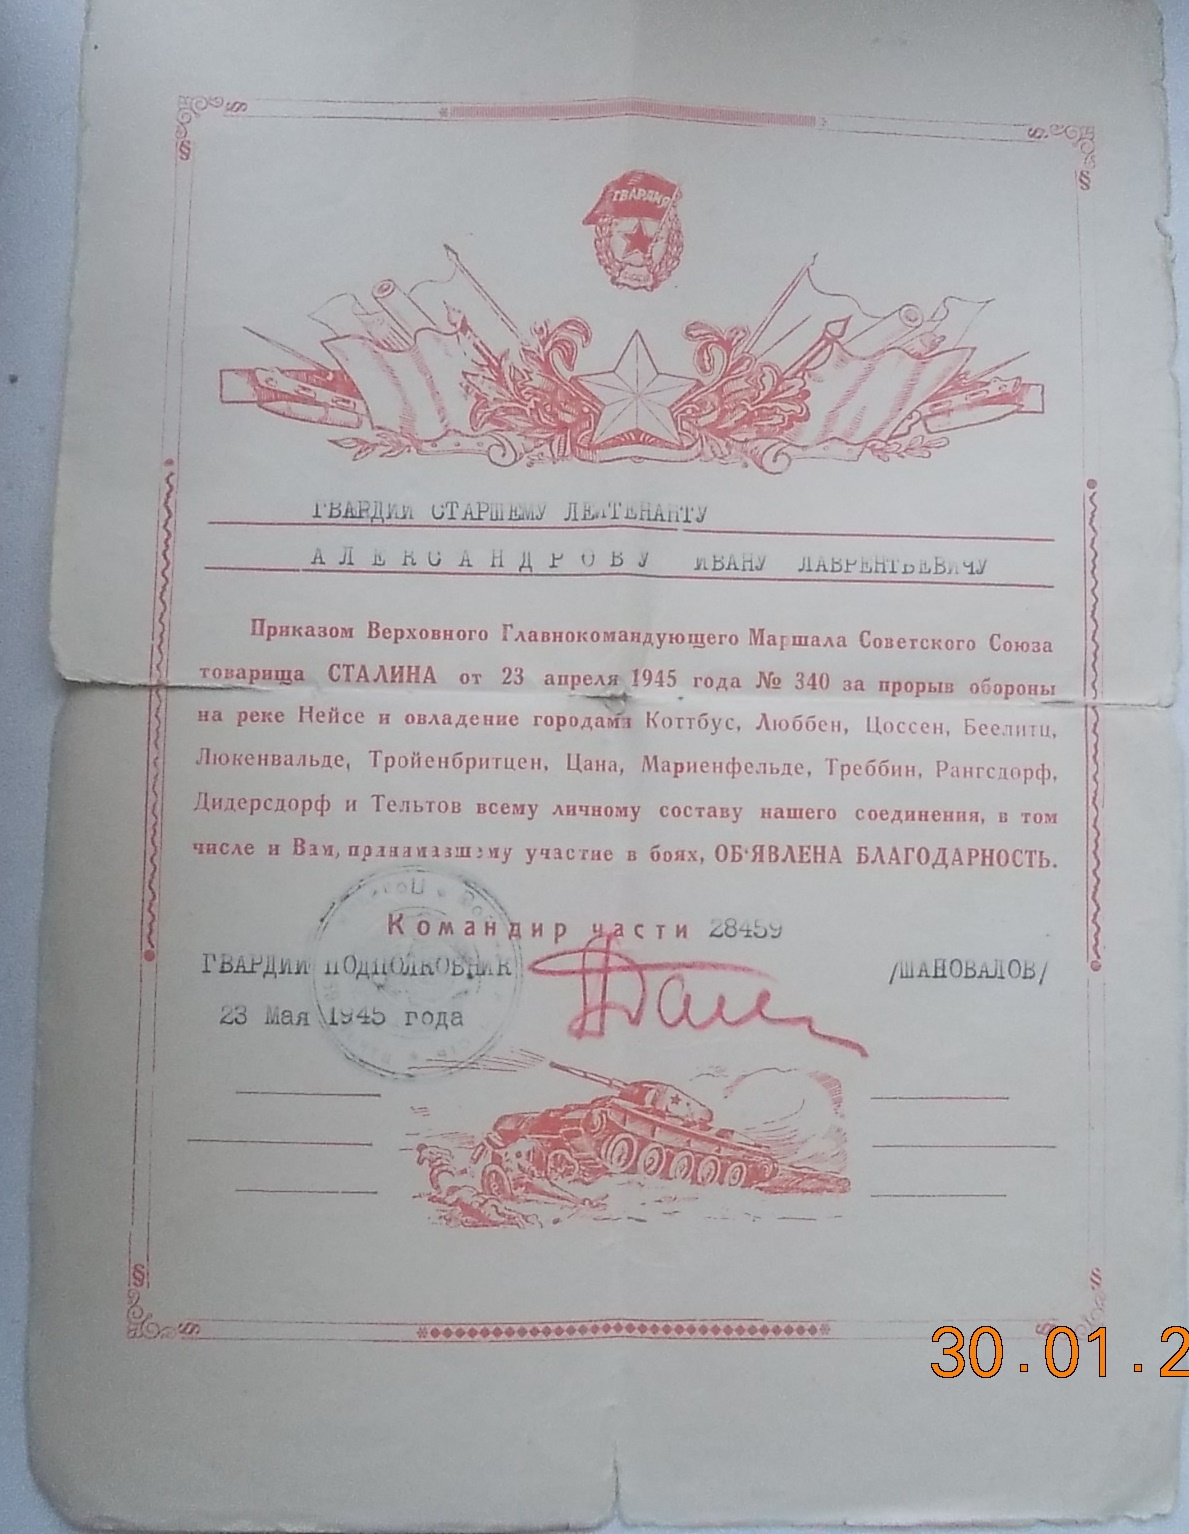 ГВАРДИЯ
ГВАРДИИ СТАРШЕМУ ЛЕЙТЕНАНТУ
АЛЕКСАНДРОВУ ИВАНУ ЛАВРЕНТЬЕВИЧУ
Приказом Верховного Главнокомандующего Маршала Советского Союза
товарища СТАЛИНА от 23 апреля 1945 года № 340 за прорыв обороны
на реке Нейсе и овладение городами Коттбус, Люббен, Цоссен, Беелитц,
Люкенвальде, Тройенбритцен, Цана, Мариенфельде, Треббин, Рангсдорф,
Дидерсдорф и Тельтов всему личному составу нашего соединения, в том
числе и Вам, принимавшему участие в боях, ОБ'ЯВЛЕНА БЛАГОДАРНОСТЬ.
Командир части 28459
ГВАРДИИ ПОДПОЛКОВНИК /ШАПОВАЛОВ/
23 Мая 1945 года
30.01.2